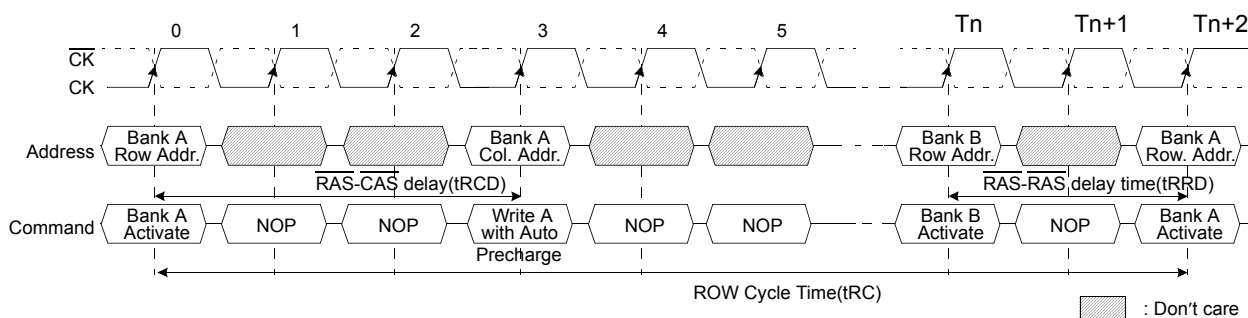 0 1 2 3 4 5 Tn Tn+1 Tn+2
CK
CK
Address
Bank A
Row Addr.
Bank A
Col. Addr.
Bank B
Row Addr.
Bank A
Row. Addr.
RAS-CAS delay(tRCD)
RAS-RAS delay time(tRRD)
Command
Bank A
Activate
NOP
NOP
Write A
with Auto
Precharge
NOP
NOP
Bank B
Activate
NOP
Bank A
Activate
ROW Cycle Time(tRC)
: Don't care